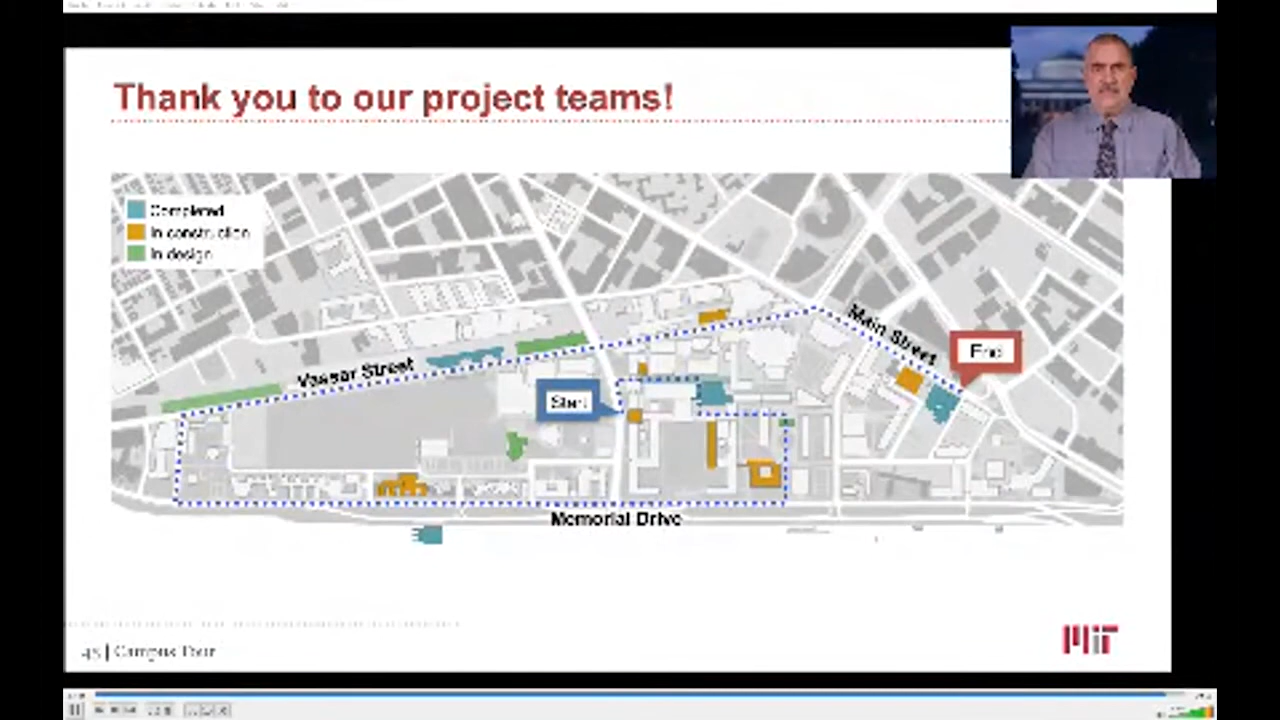 Thank you to our project teams!
Completed
In construction
In design
Main Street
End
Vassar Street
Start
Memorial Drive
45 | Campus Tour
MIT